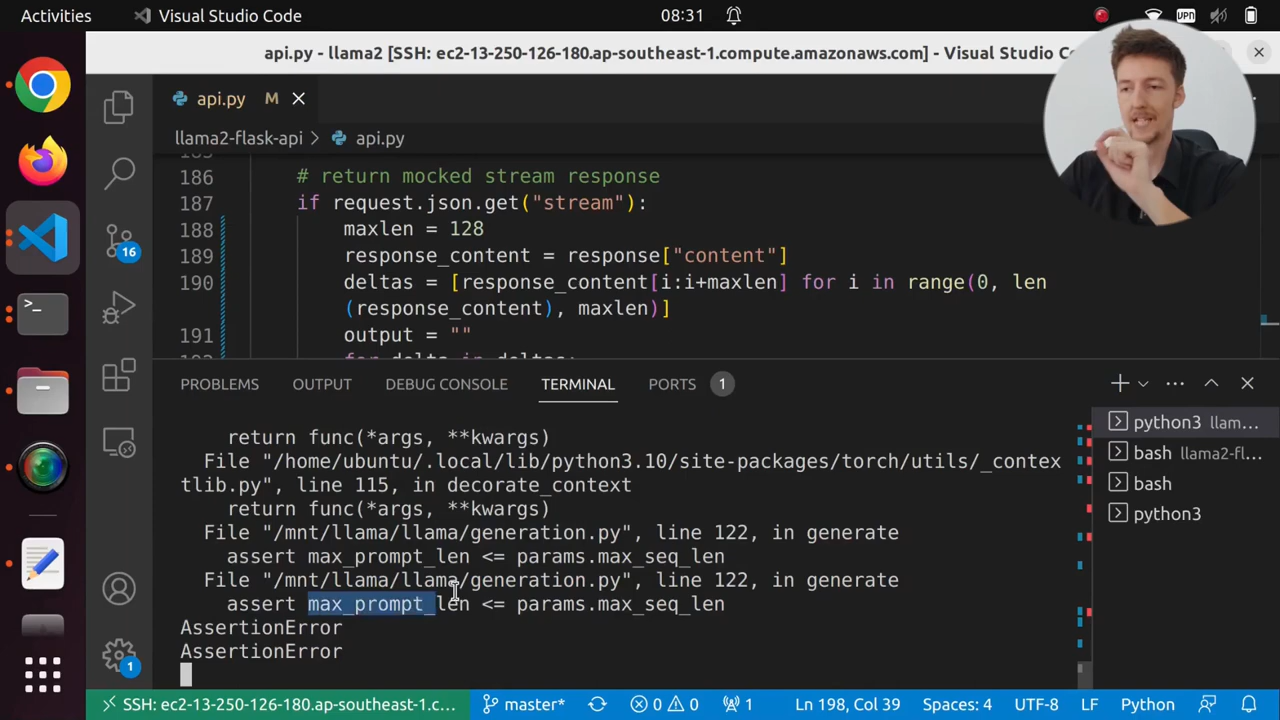 Activities
Visual Studio Code
08:31
VPN
api.py - llama2 [SSH: ec2-13-250-126-180.ap-southeast-1.compute.amazonaws.com] - Visual Studio Co
api.py M
llama2-flask-api > api.py
186 # return mocked stream response
187 if request.json.get("stream"):
188 maxlen = 128
189 response_content = response["content"]
190 deltas = [response_content[i:i+maxlen] for i in range(0, len
(response_content), maxlen)]
191 output = ""
for delta in deltas:
16
PROBLEMS OUTPUT DEBUG CONSOLE TERMINAL PORTS 1
return func(*args, **kwargs)
File "/home/ubuntu/.local/lib/python3.10/site-packages/torch/utils/_contex
tlib.py", line 115, in decorate_context
return func(*args, **kwargs)
File "/mnt/llama/llama/generation.py", line 122, in generate
assert max_prompt_len <= params.max_seq_len
File "/mnt/llama/llama/generation.py", line 122, in generate
assert max_prompt_len <= params.max_seq_len
AssertionError
AssertionError
python3 llam...
bash llama2-fl...
bash
python3
1
SSH: ec2-13-250-126-180.ap-southeast-1.compute.amazonaws.c... master* 0 0 1 Ln 198, Col 39 Spaces: 4 UTF-8 LF Python